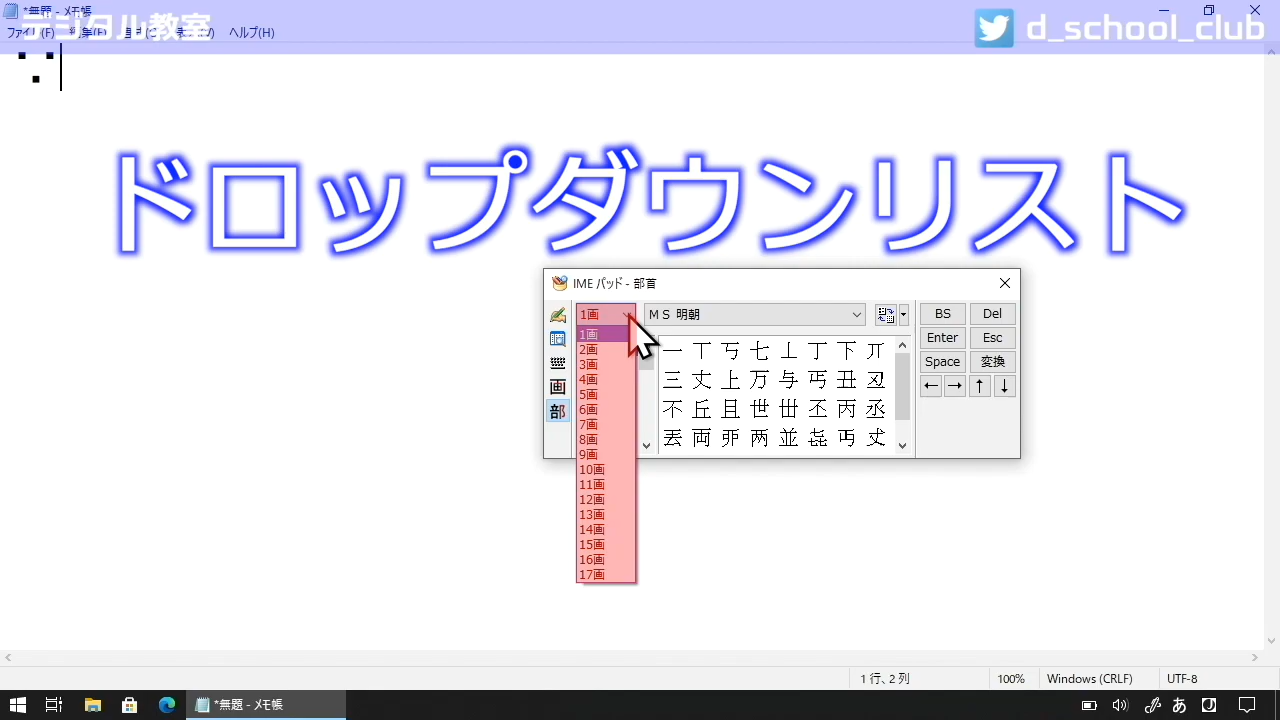 *無題 - メモ帳
デジタル教室
d_school_club
ヘルプ(H)
∵
ドロップダウンリスト
IME パッド - 部首
1画
ＭＳ 明朝
BS Del
1画
2画
3画
4画
5画
6画
7画
8画
9画
10画
11画
12画
13画
14画
15画
16画
17画
一丅丂七丄丁下丌
三丈上万与丐丑刄
不丘且世丗丕丙丞
丟両丣两並㐂丏𠀋
Enter Esc
Space 変換
← → ↑ ↓
画
部
1 行、2 列
100%
Windows (CRLF)
UTF-8
*無題 - メモ帳
あ